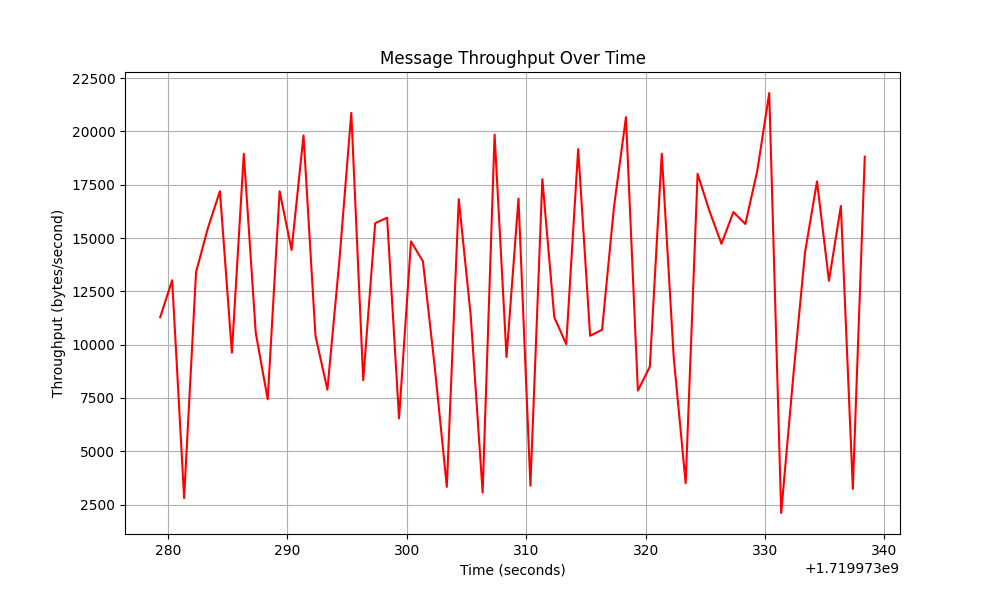 Message Throughput Over Time
Throughput (bytes/second)
22500
20000
17500
15000
12500
10000
7500
5000
2500
280 290 300 310 320 330 340
+1.719973e9
Time (seconds)